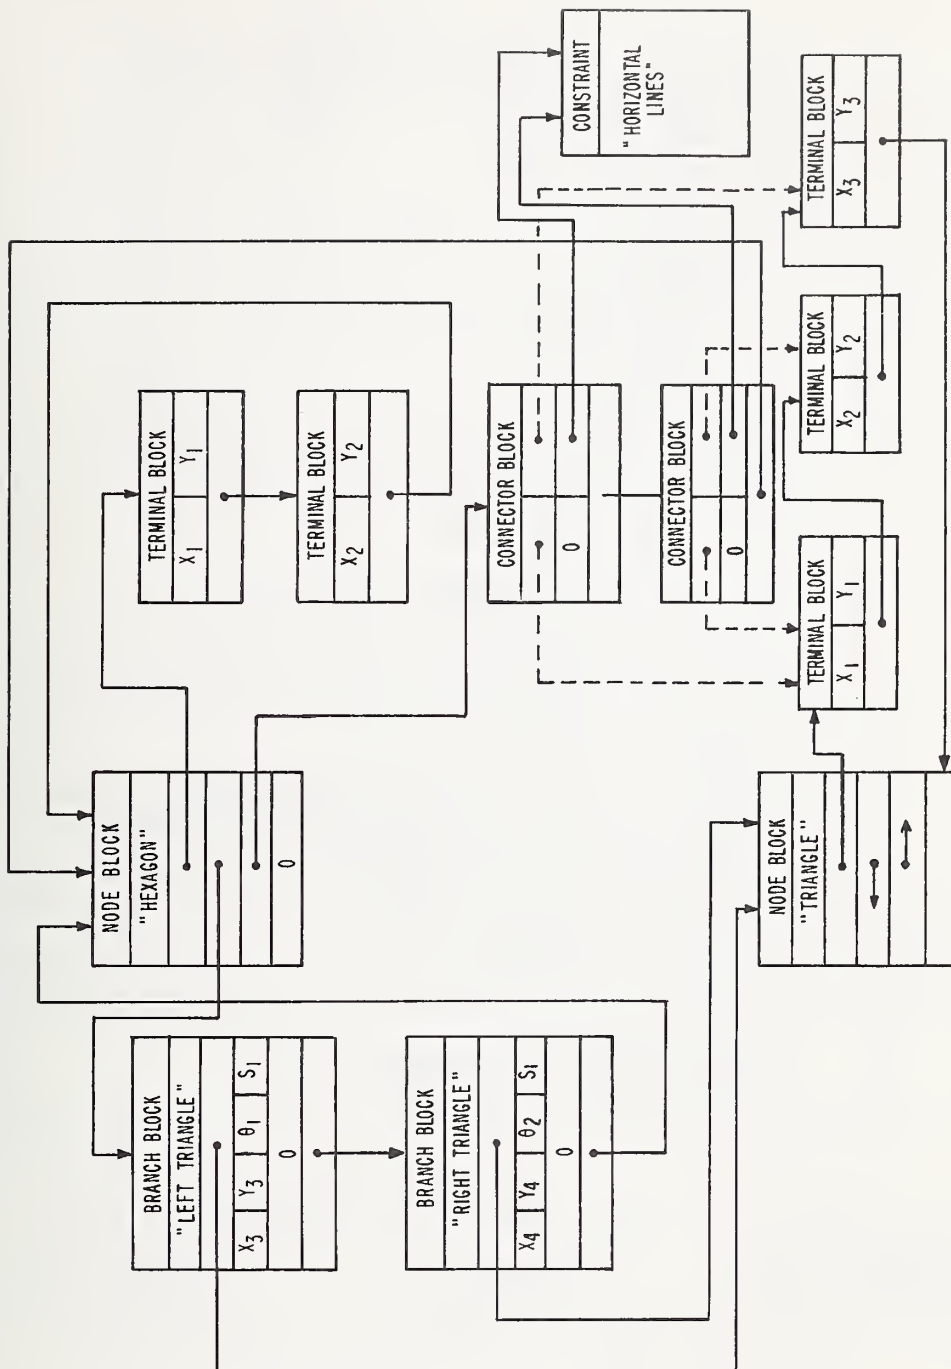 BRANCH BLOCK
"LEFT TRIANGLE"
X₃ Y₃ θ₁ S₁
0
BRANCH BLOCK
"RIGHT TRIANGLE"
X₄ Y₄ θ₂ S₁
0
NODE BLOCK
"HEXAGON"
0
TERMINAL BLOCK
X₁ Y₁
TERMINAL BLOCK
X₂ Y₂
CONNECTOR BLOCK
0
CONNECTOR BLOCK
0
CONSTRAINT
"HORIZONTAL
LINES"
NODE BLOCK
"TRIANGLE"
TERMINAL BLOCK
X₁ Y₁
TERMINAL BLOCK
X₂ Y₂
TERMINAL BLOCK
X₃ Y₃